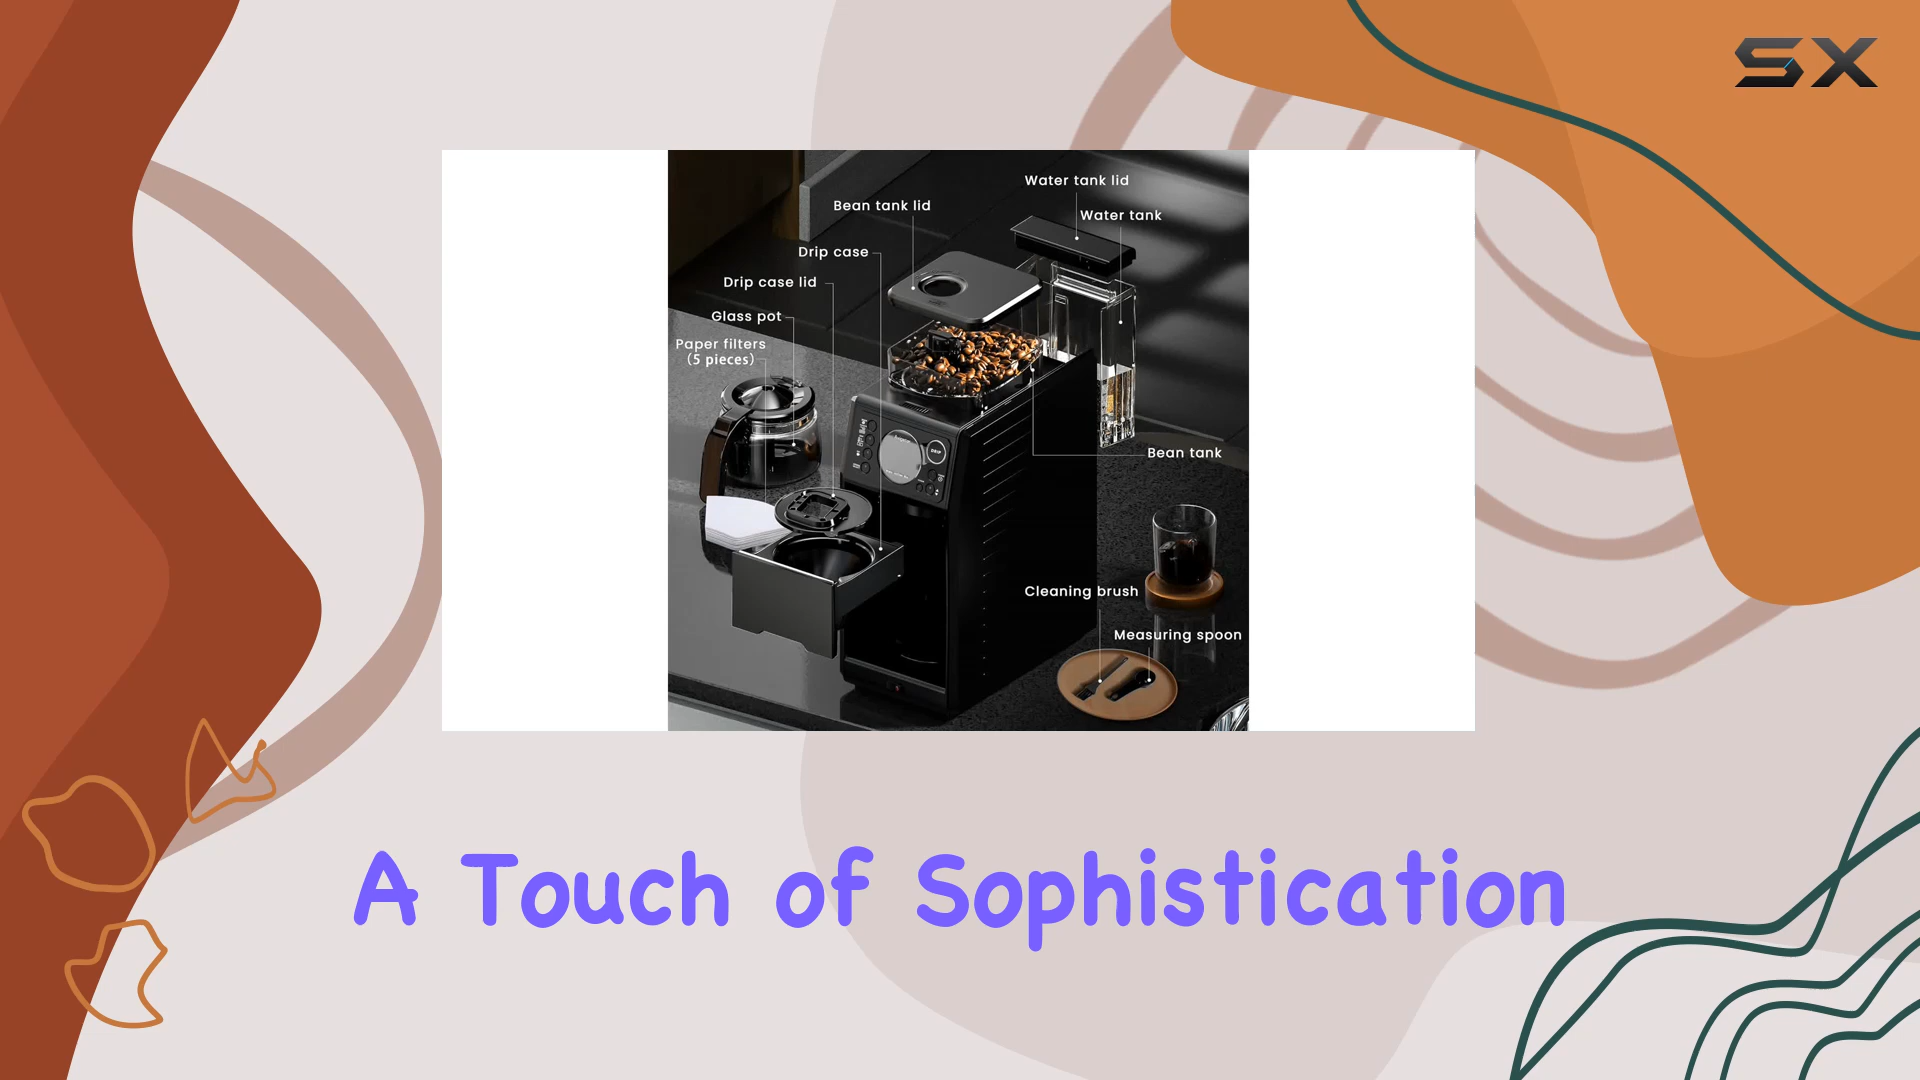 SX
Water tank lid
Bean tank lid
Water tank
Drip case
Drip case lid
Glass pot
Paper filters
(5 pieces)
DRIP
Bean tank
Cleaning brush
Measuring spoon
A Touch of Sophistication